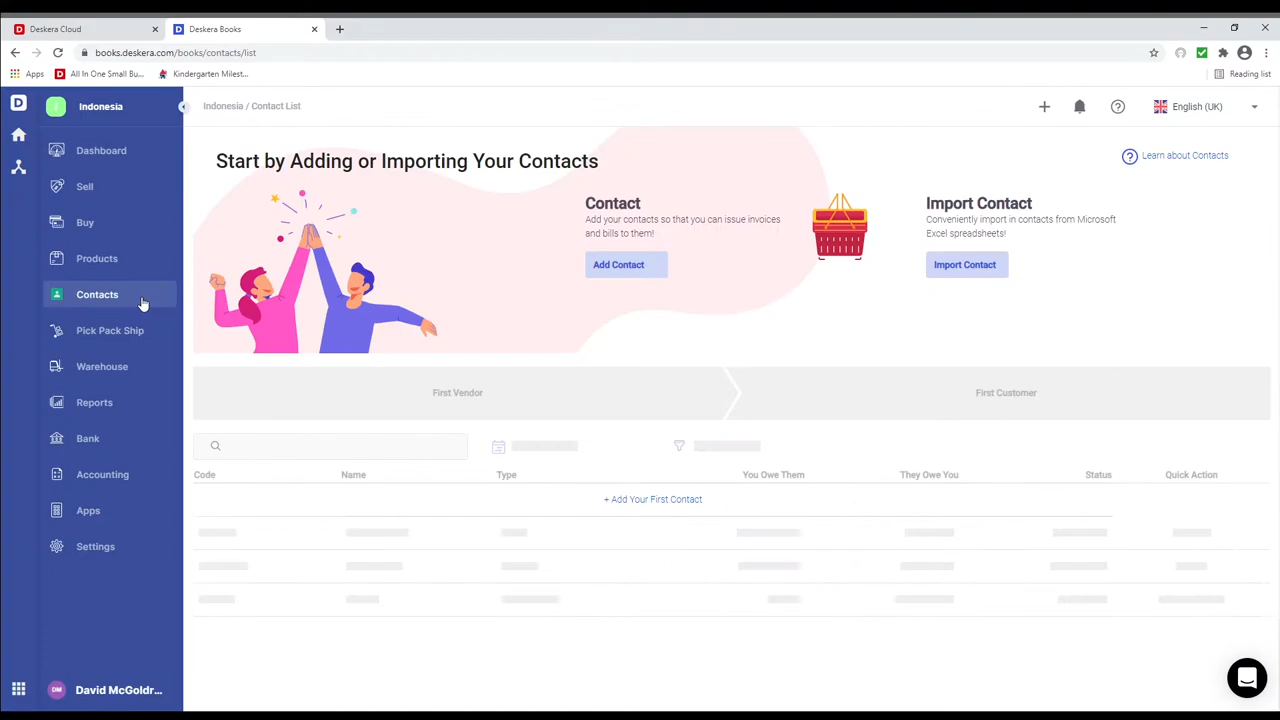 Deskera Cloud
Deskera Books
books.deskera.com/books/contacts/list
Apps
All In One Small Bu...
Kindergarten Milest...
Reading list
Indonesia
Indonesia / Contact List
English (UK)
Dashboard
Sell
Buy
Products
Contacts
Pick Pack Ship
Warehouse
Reports
Bank
Accounting
Apps
Settings
DM
David McGoldr...
Start by Adding or Importing Your Contacts
Learn about Contacts
Contact
Add your contacts so that you can issue invoices
and bills to them!
Add Contact
Import Contact
Conveniently import in contacts from Microsoft
Excel spreadsheets!
Import Contact
First Vendor
First Customer
Code Name Type You Owe Them They Owe You Status Quick Action
+ Add Your First Contact